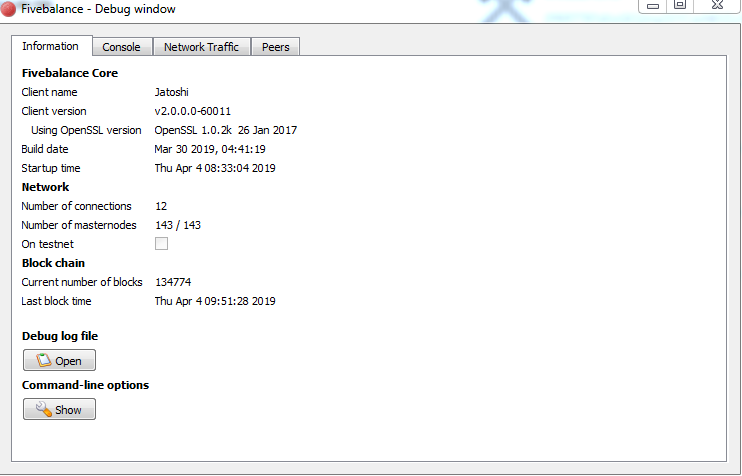 Fivebalance - Debug window
Information Console Network Traffic Peers
Fivebalance Core
Client name Jatoshi
Client version v2.0.0.0-60011
Using OpenSSL version OpenSSL 1.0.2k 26 Jan 2017
Build date Mar 30 2019, 04:41:19
Startup time Thu Apr 4 08:33:04 2019
Network
Number of connections 12
Number of masternodes 143 / 143
On testnet
Block chain
Current number of blocks 134774
Last block time Thu Apr 4 09:51:28 2019
Debug log file
Open
Command-line options
Show